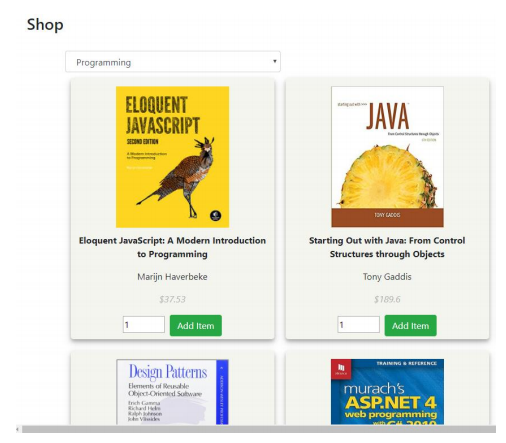 Shop
Programming
ELOQUENT
JAVASCRIPT
SECOND EDITION
A Modern Introduction
to Programming
starting out with
JAVA
From Control Structures through Objects
TONY GADDIS
Eloquent JavaScript: A Modern Introduction
to Programming
Marijn Haverbeke
$37.53
1
Add Item
Starting Out with Java: From Control
Structures through Objects
Tony Gaddis
$189.6
1
Add Item
Design Patterns
Elements of Reusable
Object-Oriented Software
Erich Gamma
Richard Helm
Ralph Johnson
John Vlissides
TRAINING & REFERENCE
murach's
ASP.NET 4
web programming
with C# 2010